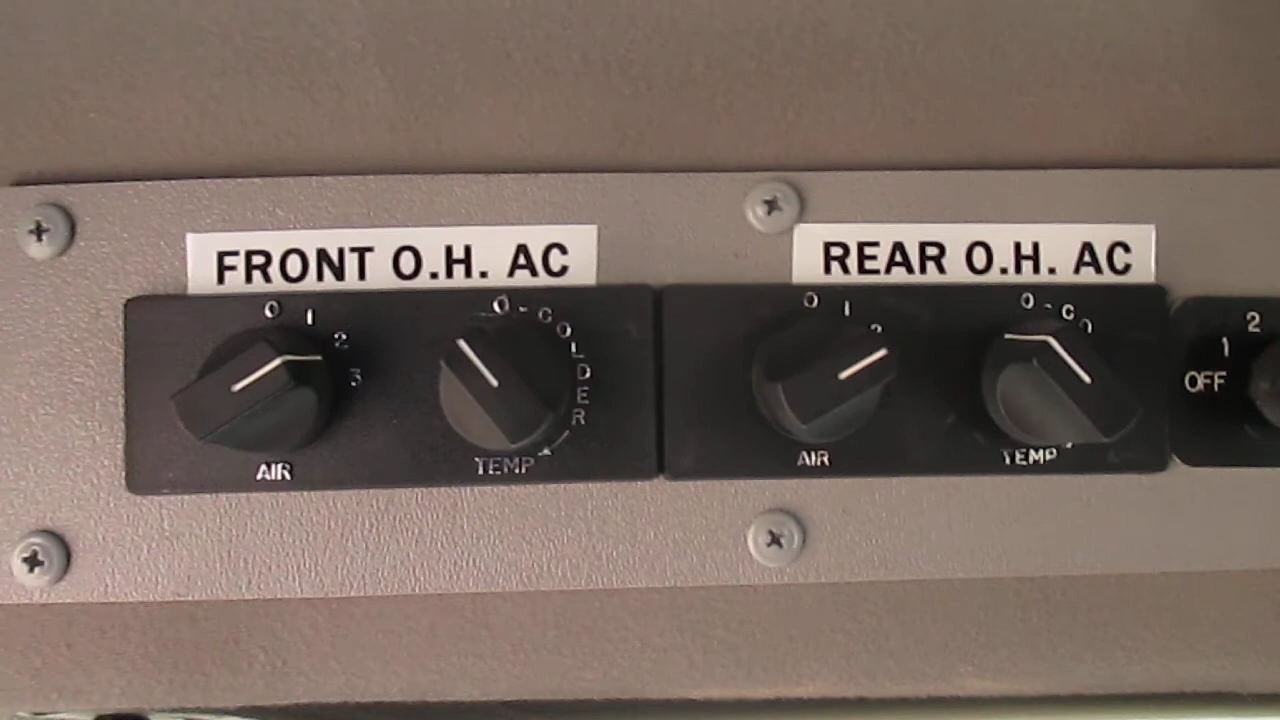 FRONT O.H. AC
REAR O.H. AC
0 1 2 3
AIR
0 - COLDER
TEMP
0 1 2
AIR
0 - CO
TEMP
OFF 1 2